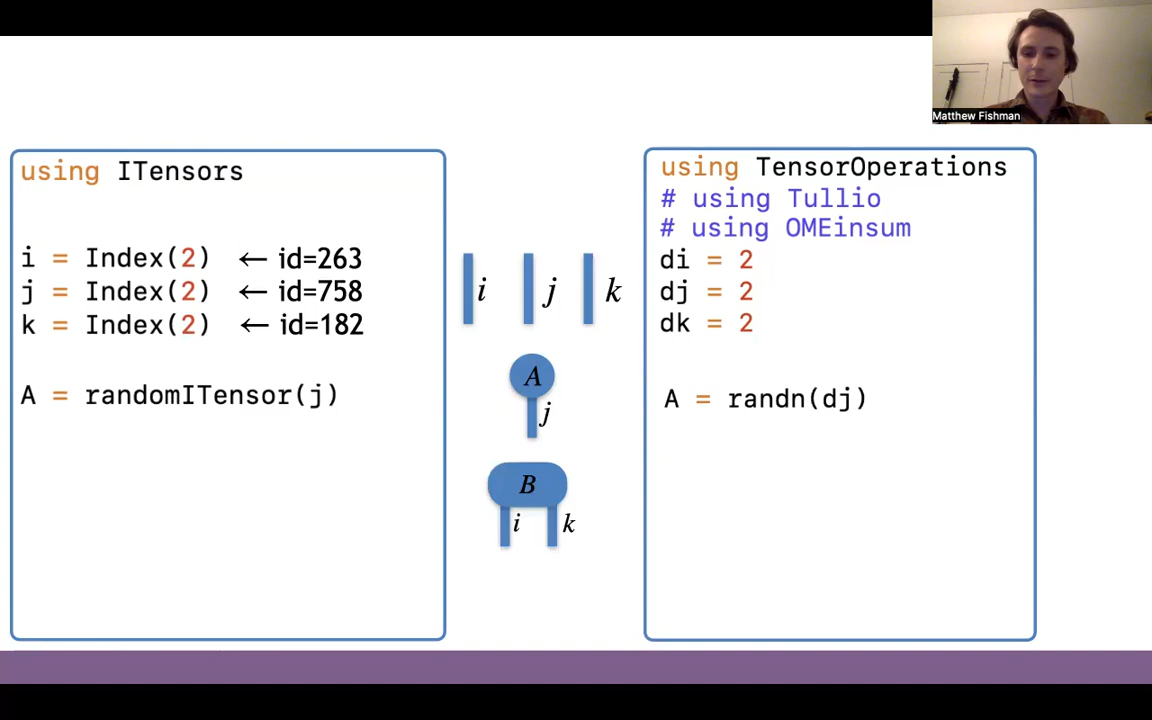 Matthew Fishman
using ITensors
i = Index(2) ← id=263
j = Index(2) ← id=758
k = Index(2) ← id=182
A = randomITensor(j)
i j k
A
j
B
i k
using TensorOperations
# using Tullio
# using OMEinsum
di = 2
dj = 2
dk = 2
A = randn(dj)